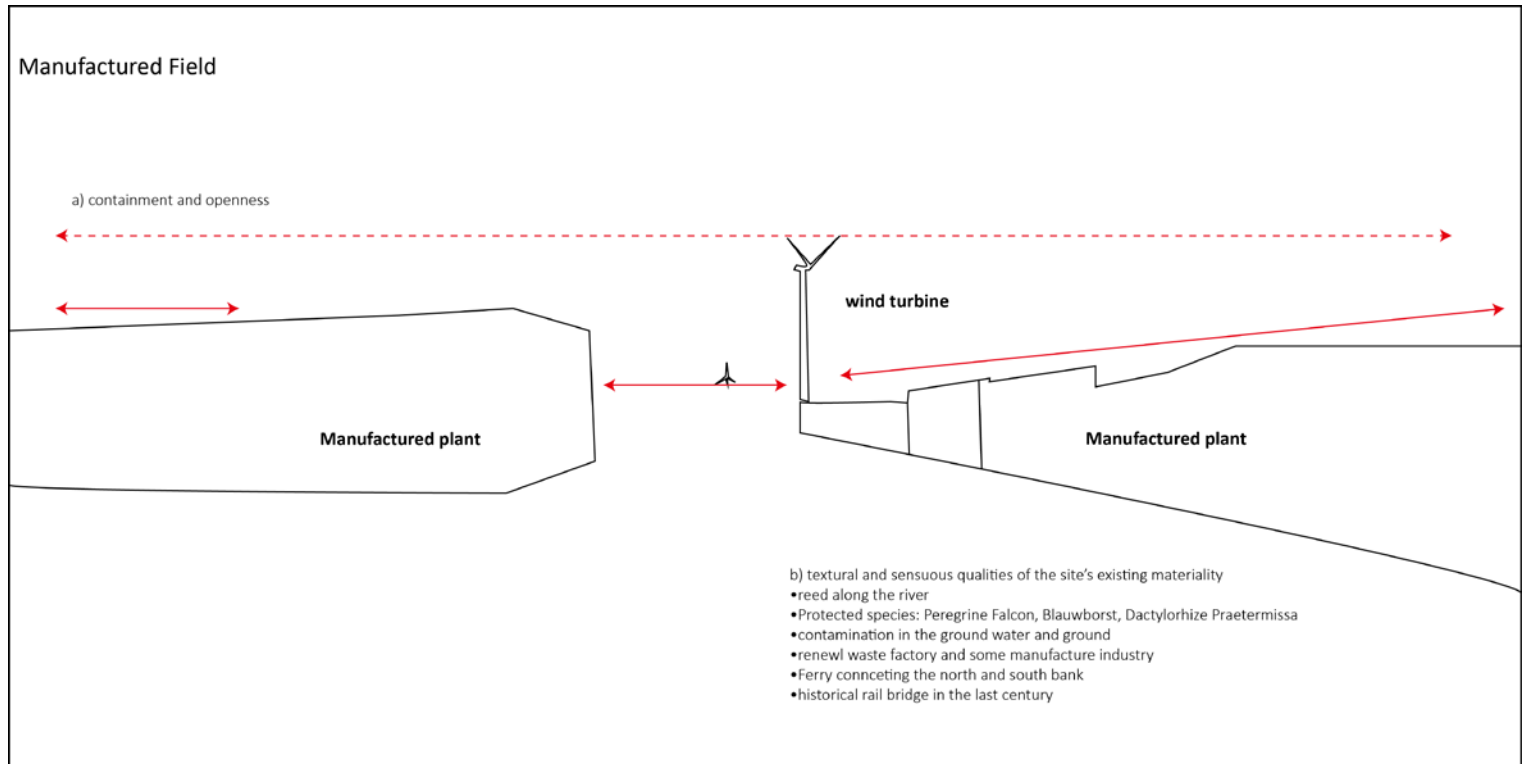 Manufactured Field
a) containment and openness
wind turbine
Manufactured plant
Manufactured plant
b) textural and sensuous qualities of the site's existing materiality
•reed along the river
•Protected species: Peregrine Falcon, Blauwborst, Dactylorhize Praetermissa
•contamination in the ground water and ground
•renewl waste factory and some manufacture industry
•Ferry connceting the north and south bank
•historical rail bridge in the last century